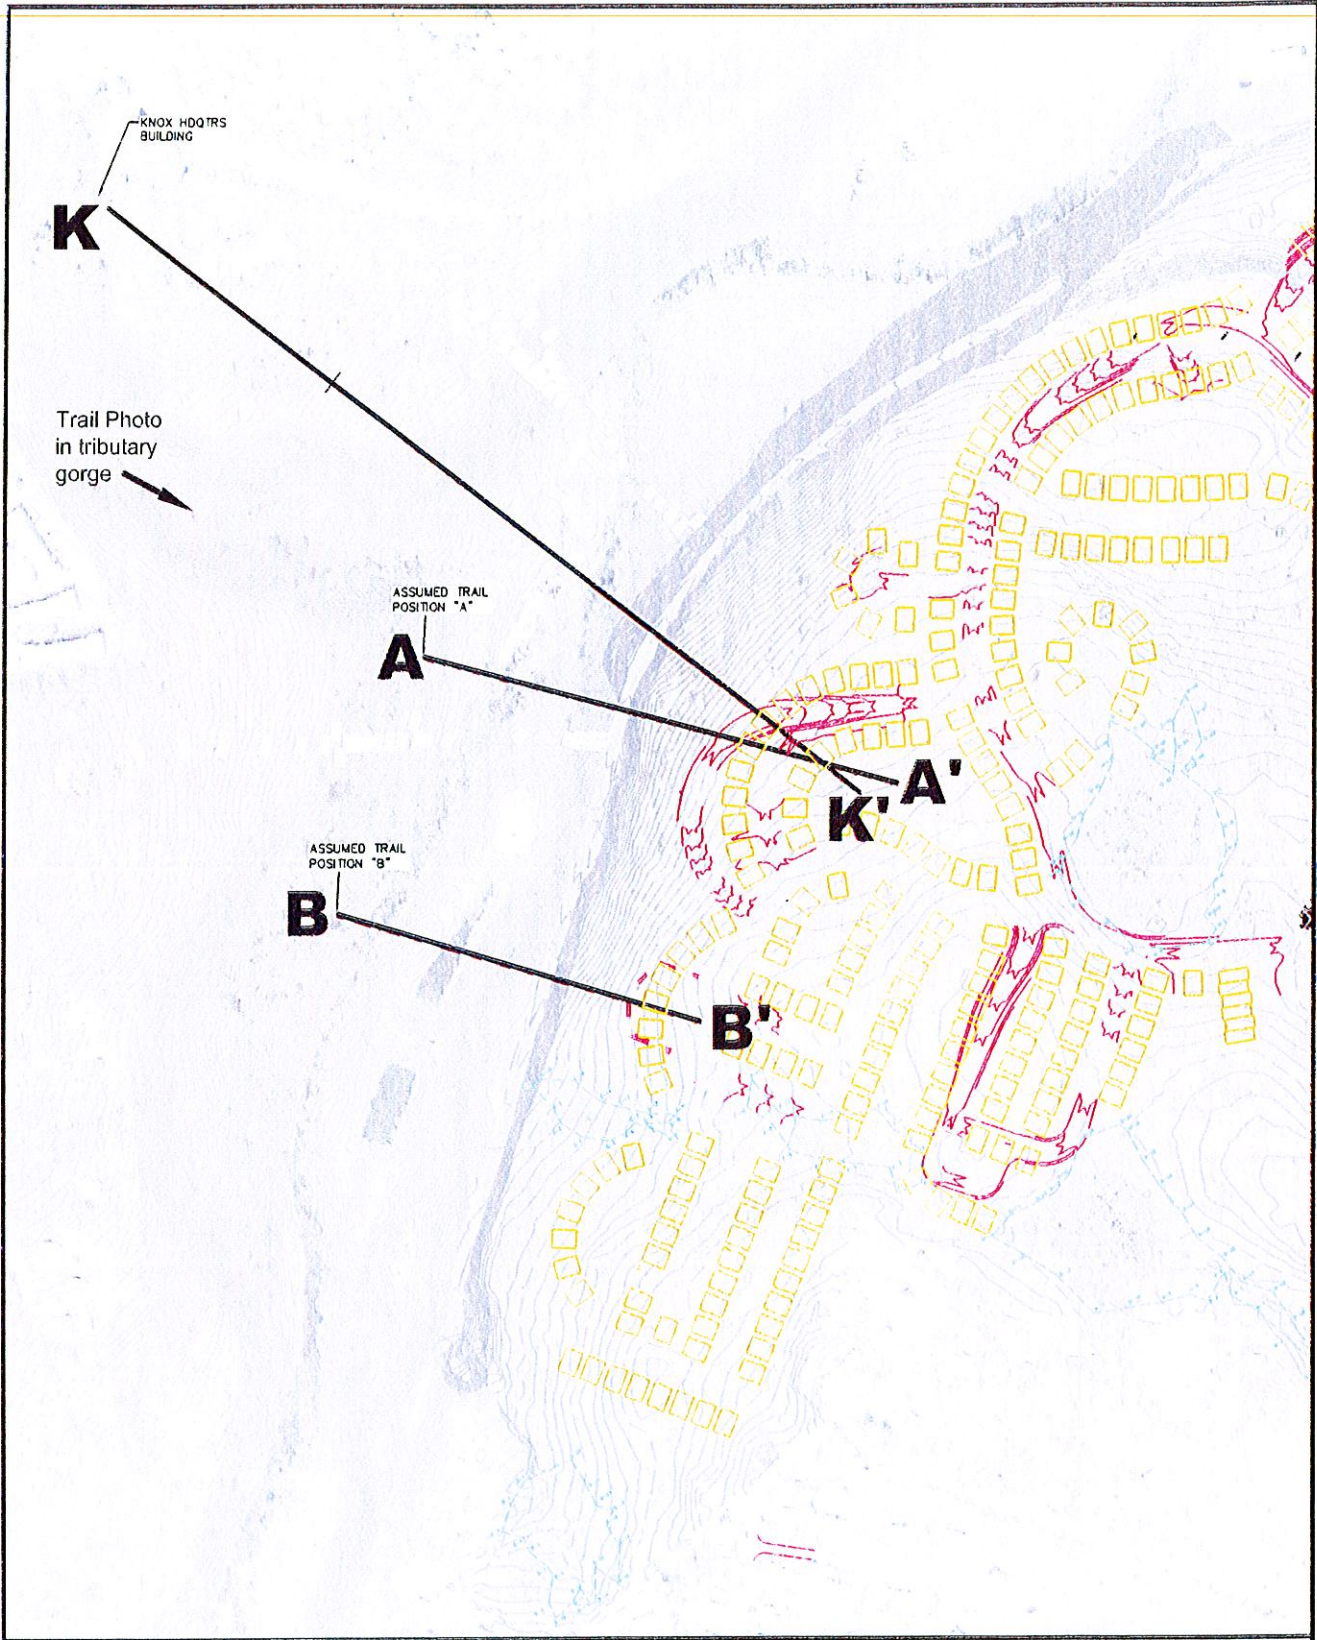 KNOX HDQTRS
BUILDING
K
Trail Photo
in tributary
gorge
ASSUMED TRAIL
POSITION "A"
A
A'
K'
ASSUMED TRAIL
POSITION "B"
B
B'